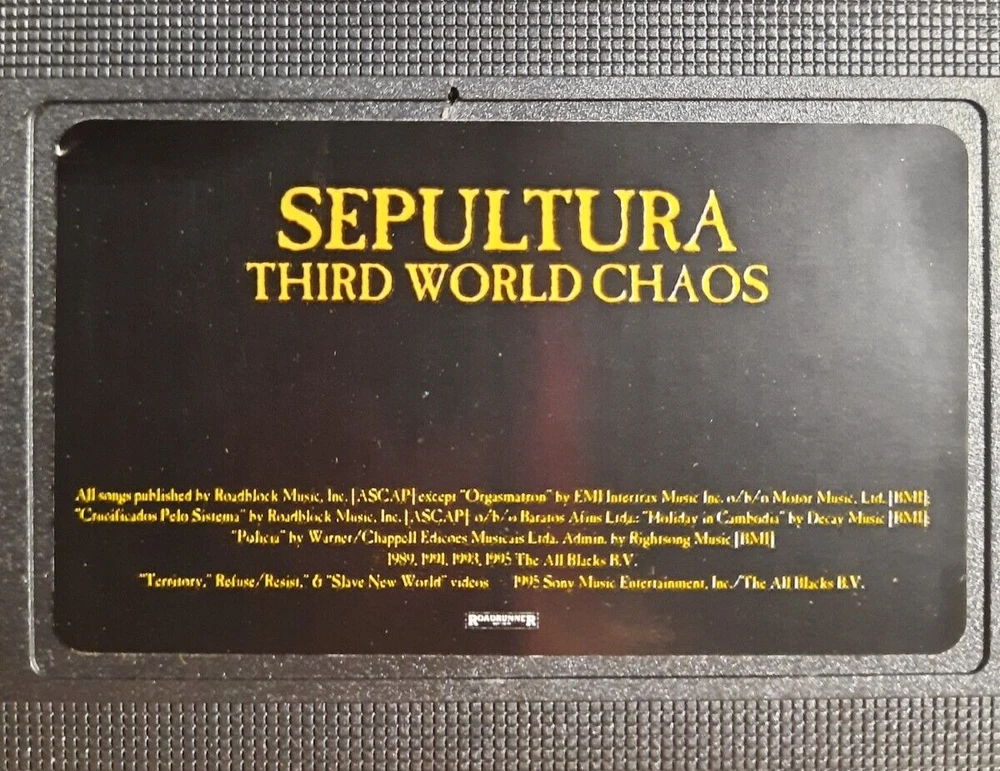 SEPULTURA
THIRD WORLD CHAOS
All songs published by Roadblock Music, Inc. [ASCAP] except "Orgasmatron" by EMI Intertrax Music Inc. o/b/o Motor Music, Ltd. [BMI];
"Crucificados Pelo Sistema" by Roadblock Music, Inc. [ASCAP] o/b/o Baratos Afins Ltda.; "Holiday in Cambodia" by Decay Music [BMI];
"Policia" by Warner/Chappell Edicoes Musicais Ltda. Admin. by Rightsong Music [BMI]
1989, 1991, 1993, 1995 The All Blacks B.V.
"Territory," Refuse/Resist," & "Slave New World" videos 1995 Sony Music Entertainment, Inc./The All Blacks B.V.
ROADRUNNER